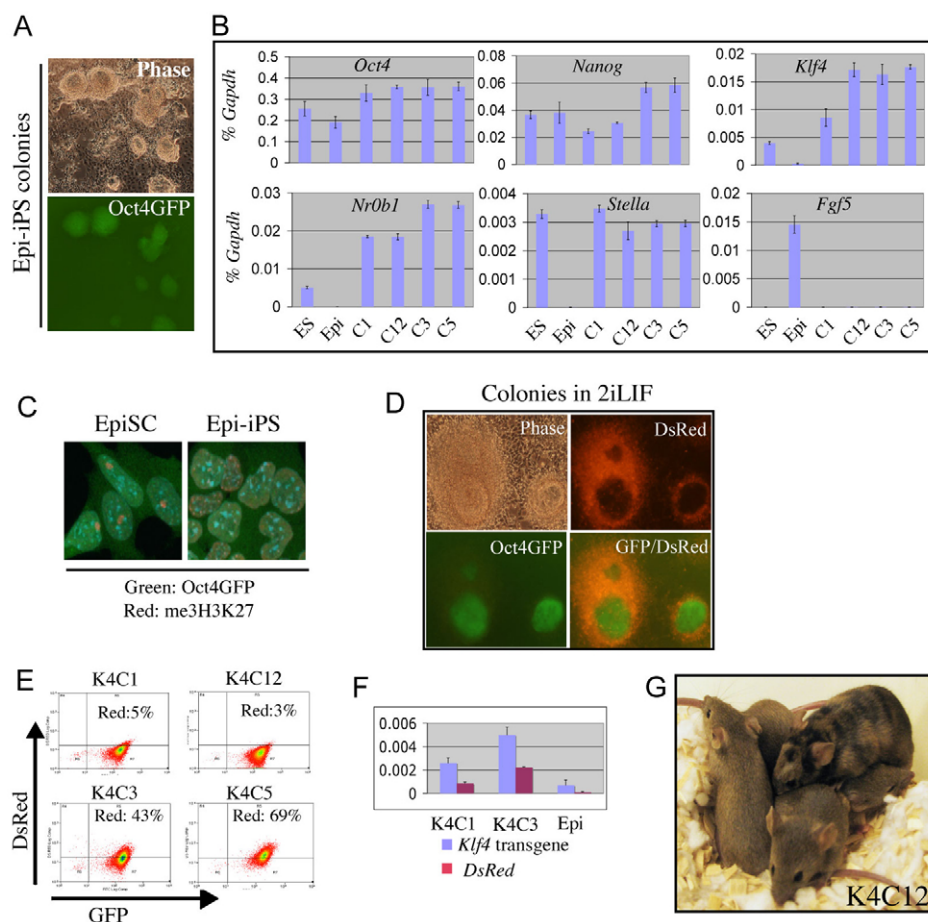 A
Epi-iPS colonies
Phase
Oct4GFP
B
% Gapdh
Oct4
0.5
0.4
0.3
0.2
0.1
0
Nanog
0.08
0.06
0.04
0.02
0
Klf4
0.02
0.015
0.01
0.005
0
% Gapdh
Nr0b1
0.03
0.02
0.01
0
ES Epi C1 C12 C3 C5
Stella
0.004
0.003
0.002
0.001
0
ES Epi C1 C12 C3 C5
Fgf5
0.02
0.015
0.01
0.005
0
ES Epi C1 C12 C3 C5
C
EpiSC Epi-iPS
Green: Oct4GFP
Red: me3H3K27
D
Colonies in 2iLIF
Phase
DsRed
Oct4GFP
GFP/DsRed
E
K4C1 K4C12
Red:5% Red:3%
K4C3 K4C5
Red: 43% Red: 69%
DsRed
GFP
F
0.006
0.004
0.002
0
K4C1 K4C3 Epi
Klf4 transgene
DsRed
G
K4C12